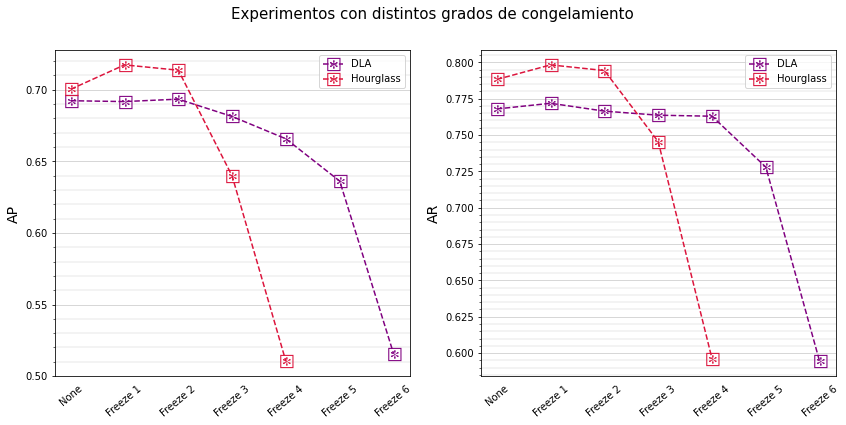 Experimentos con distintos grados de congelamiento
AP
0.70
0.65
0.60
0.55
0.50
None
Freeze 1
Freeze 2
Freeze 3
Freeze 4
Freeze 5
Freeze 6
DLA
Hourglass
AR
0.800
0.775
0.750
0.725
0.700
0.675
0.650
0.625
0.600
None
Freeze 1
Freeze 2
Freeze 3
Freeze 4
Freeze 5
Freeze 6
DLA
Hourglass